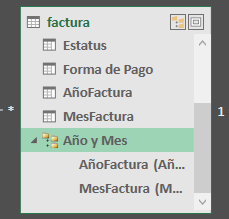 factura
Estatus
Forma de Pago
AñoFactura
* 1
MesFactura
Año y Mes
AñoFactura (Añ...
MesFactura (M...